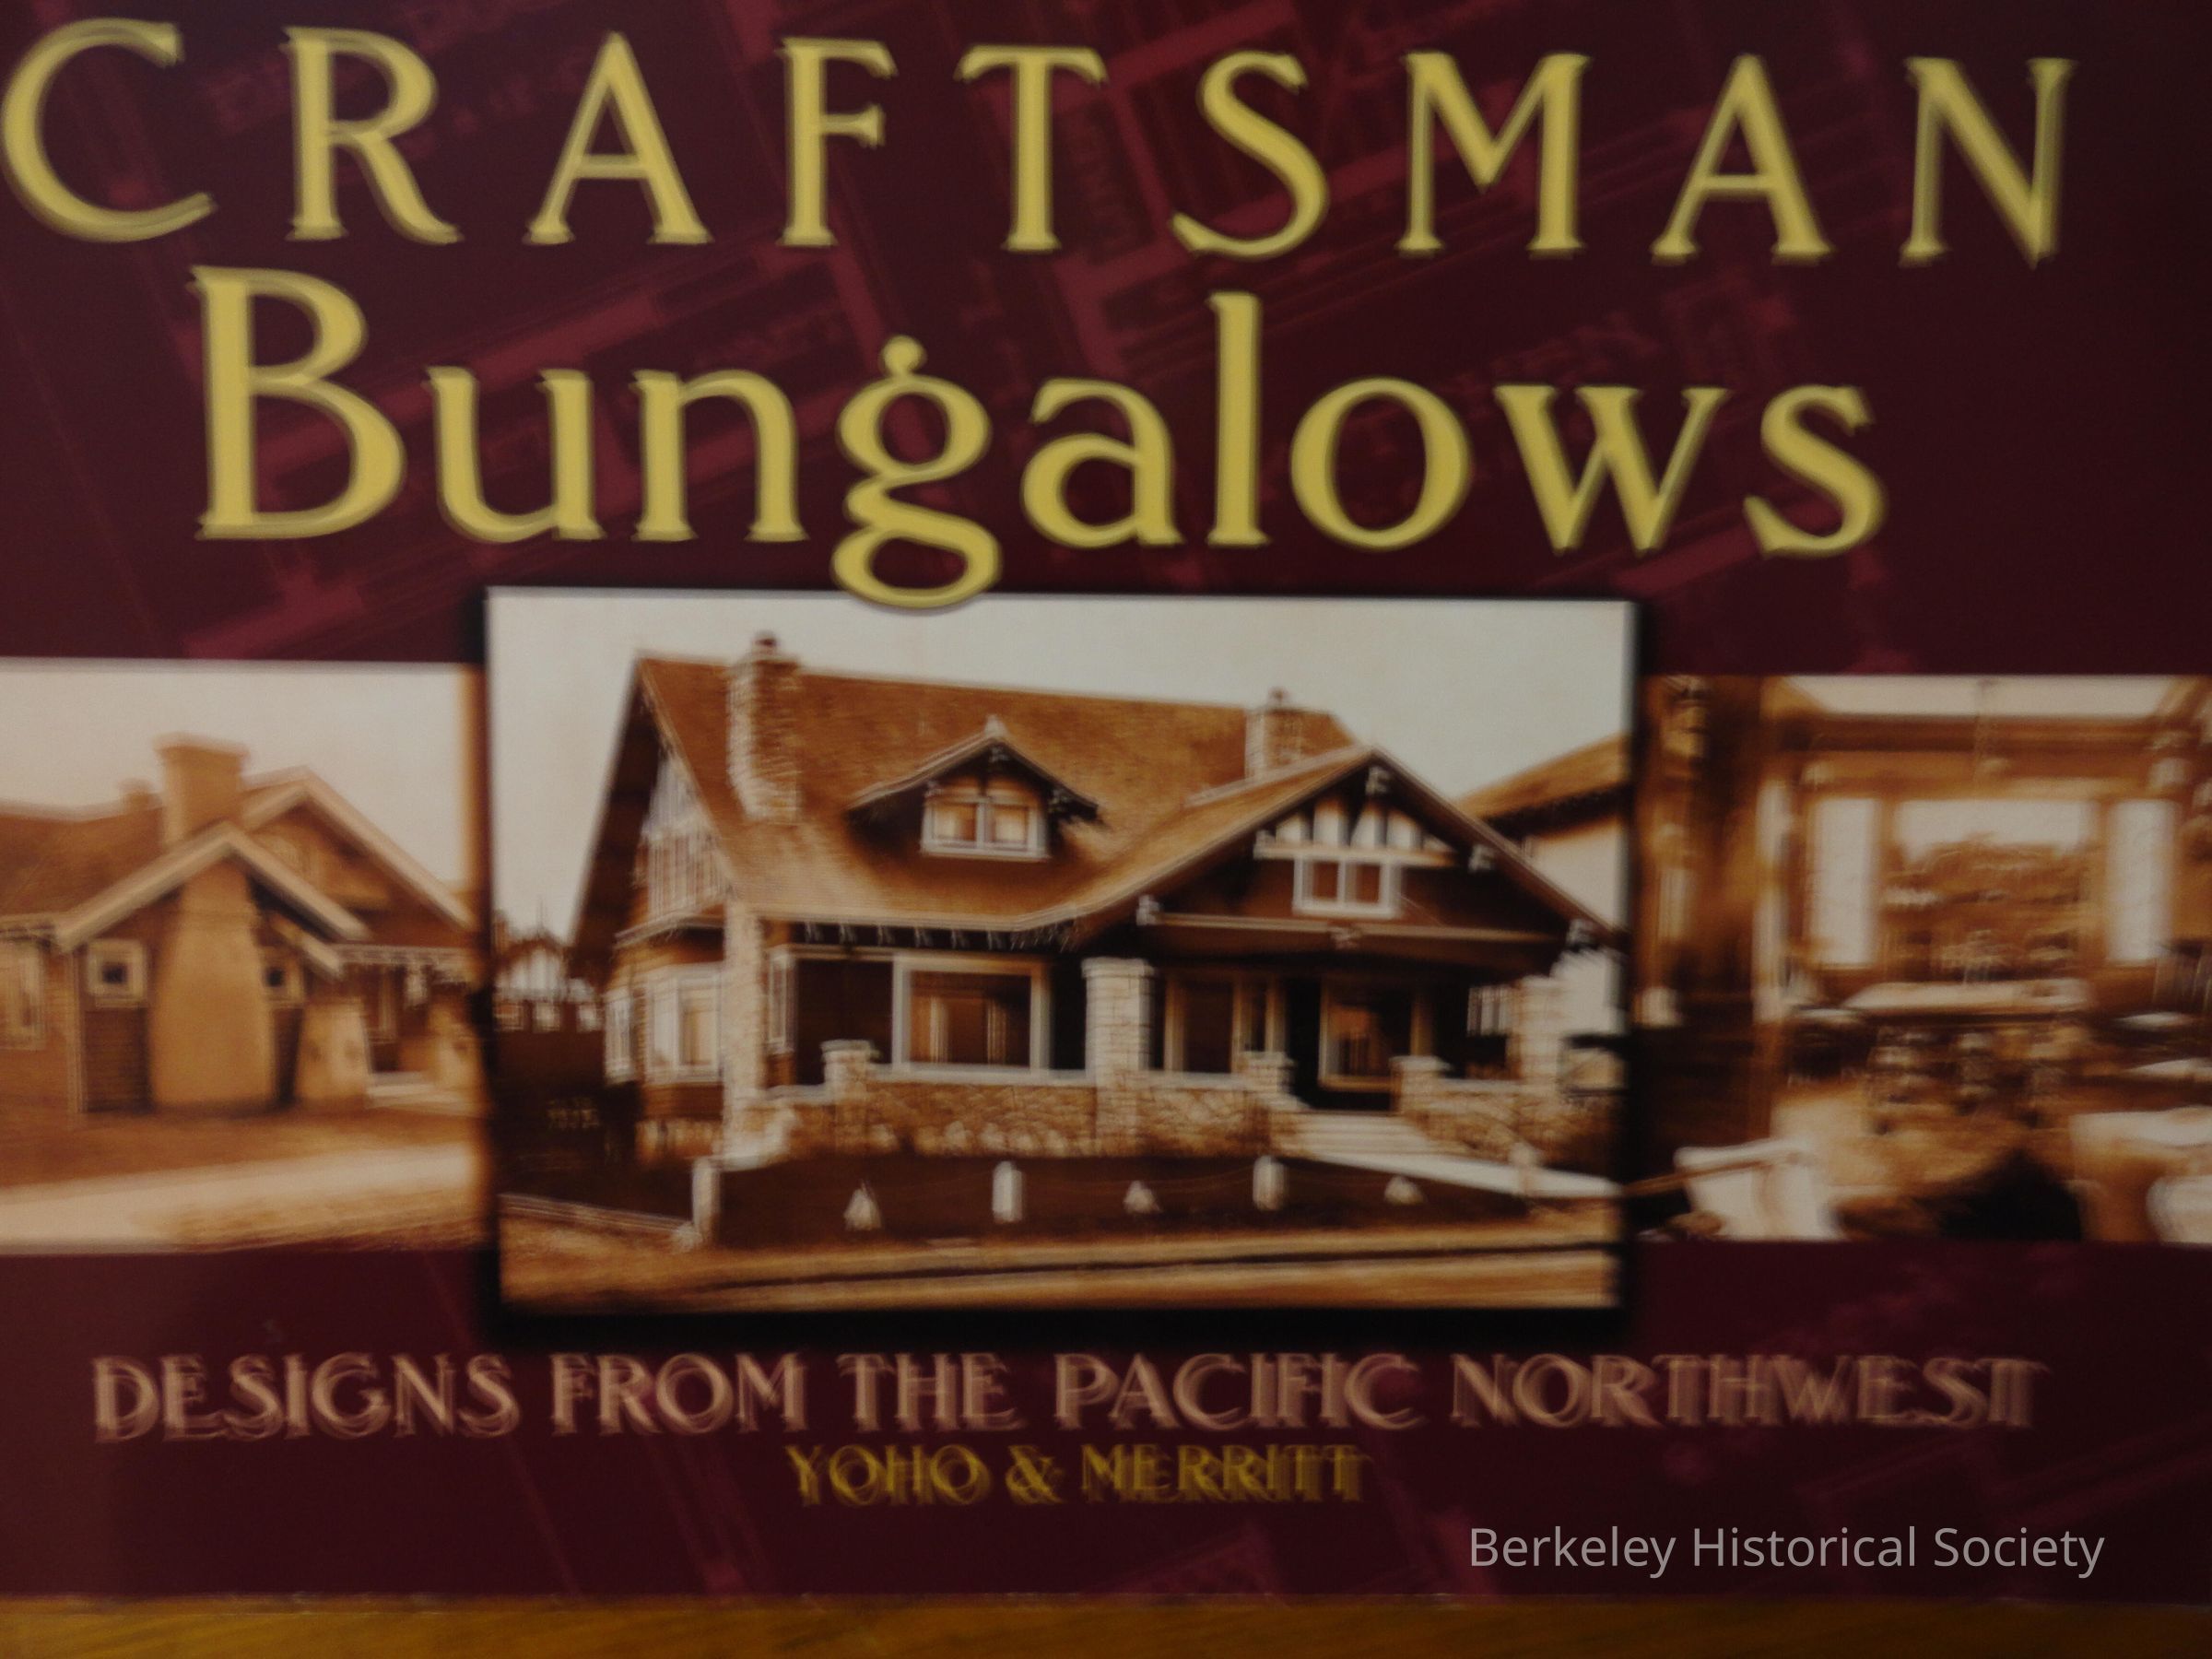 CRAFTSMAN
Bungalows
DESIGNS FROM THE PACIFIC NORTHWEST
YOHO & MERRITT
Berkeley Historical Society